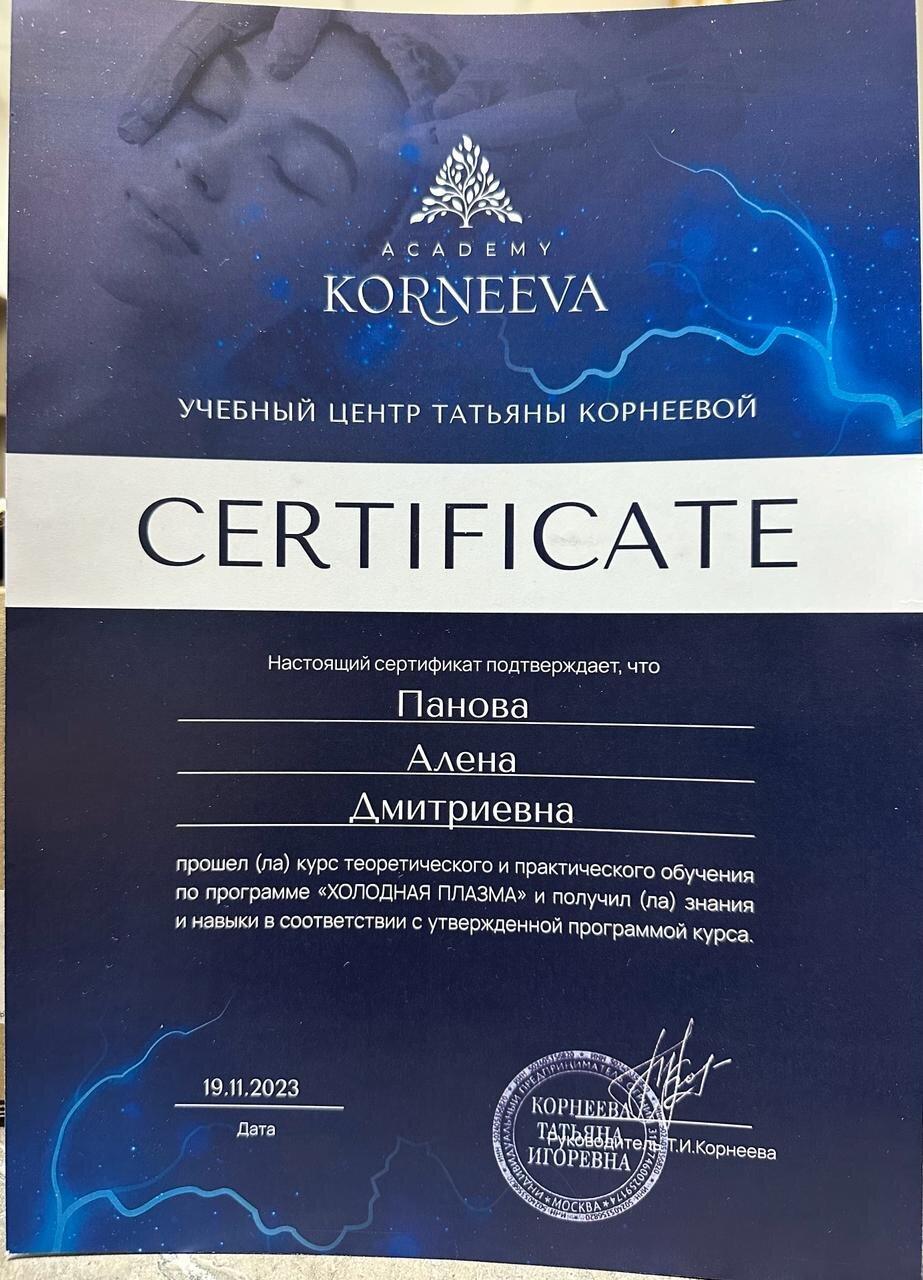 ACADEMY
KORNEEVA
УЧЕБНЫЙ ЦЕНТР ТАТЬЯНЫ КОРНЕЕВОЙ
CERTIFICATE
Настоящий сертификат подтверждает, что
Панова
Алена
Дмитриевна
прошел (ла) курс теоретического и практического обучения
по программе «ХОЛОДНАЯ ПЛАЗМА» и получил (ла) знания
и навыки в соответствии с утвержденной программой курса.
19.11.2023
Дата
Руководитель Т.И.Корнеева
ИНДИВИДУАЛЬНЫЙ ПРЕДПРИНИМАТЕЛЬ
КОРНЕЕВА
ТАТЬЯНА
ИГОРЕВНА
МОСКВА